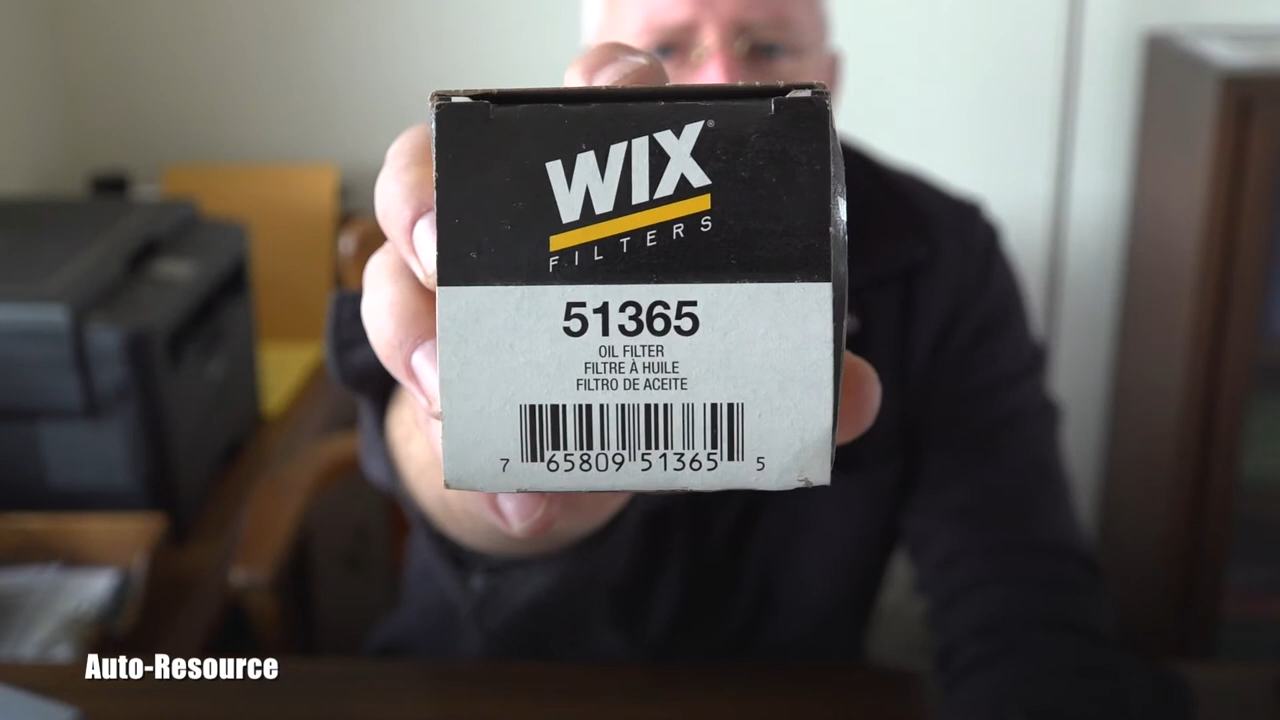 WIX®
FILTERS
51365
OIL FILTER
FILTRE À HUILE
FILTRO DE ACEITE
7 65809 51365 5
Auto-Resource